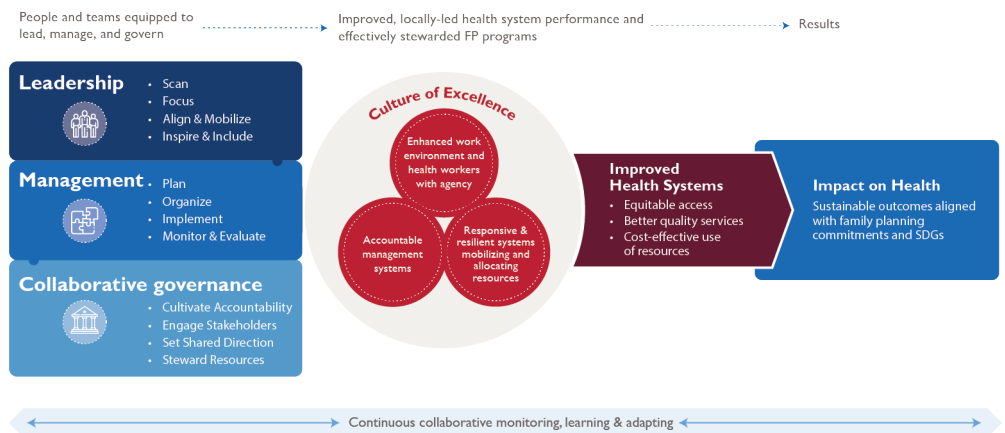 People and teams equipped to
lead, manage, and govern
Improved, locally-led health system performance and
effectively stewarded FP programs
Results
Leadership
• Scan
• Focus
• Align & Mobilize
• Inspire & Include
Management
• Plan
• Organize
• Implement
• Monitor & Evaluate
Collaborative governance
• Cultivate Accountability
• Engage Stakeholders
• Set Shared Direction
• Steward Resources
Culture of Excellence
Enhanced work
environment and
health workers
with agency
Accountable
management
systems
Responsive &
resilient systems
mobilizing and
allocating
resources
Improved
Health Systems
• Equitable access
• Better quality services
• Cost-effective use
of resources
Impact on Health
Sustainable outcomes aligned
with family planning
commitments and SDGs
Continuous collaborative monitoring, learning & adapting